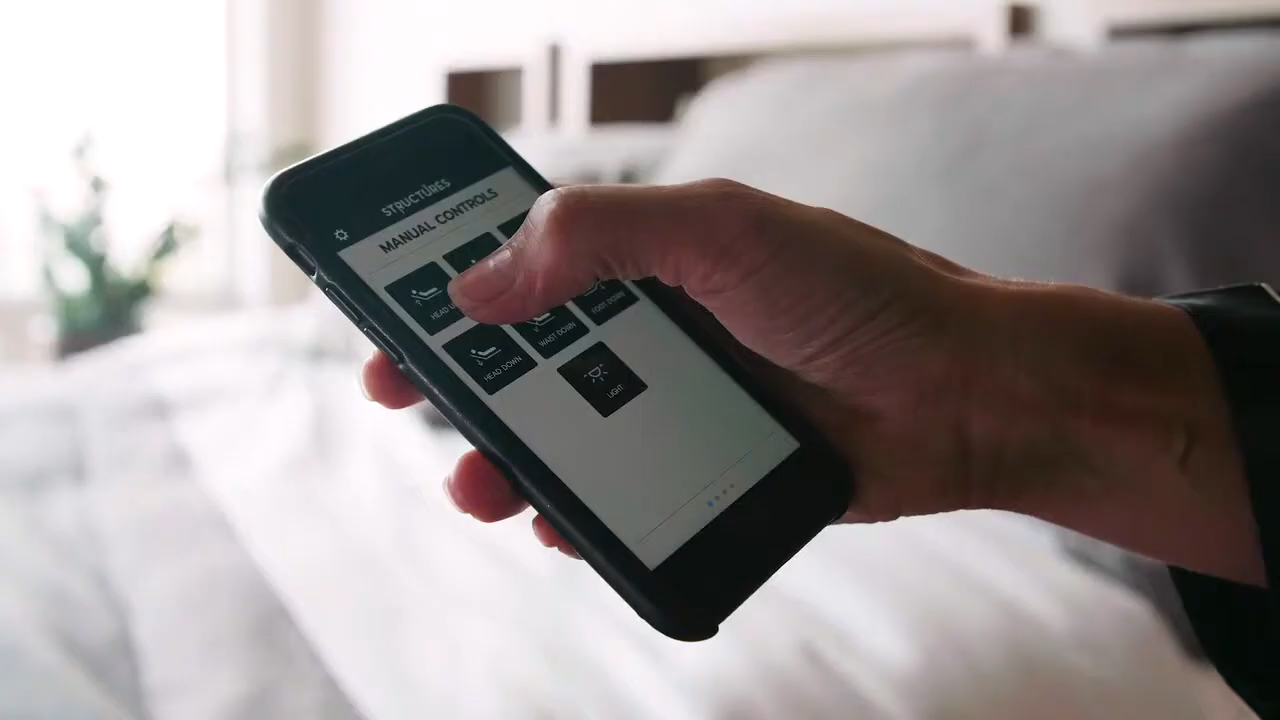 STRUCTURES
MANUAL CONTROLS
HEAD
HEAD DOWN
WAIST DOWN
FOOT DOWN
LIGHT